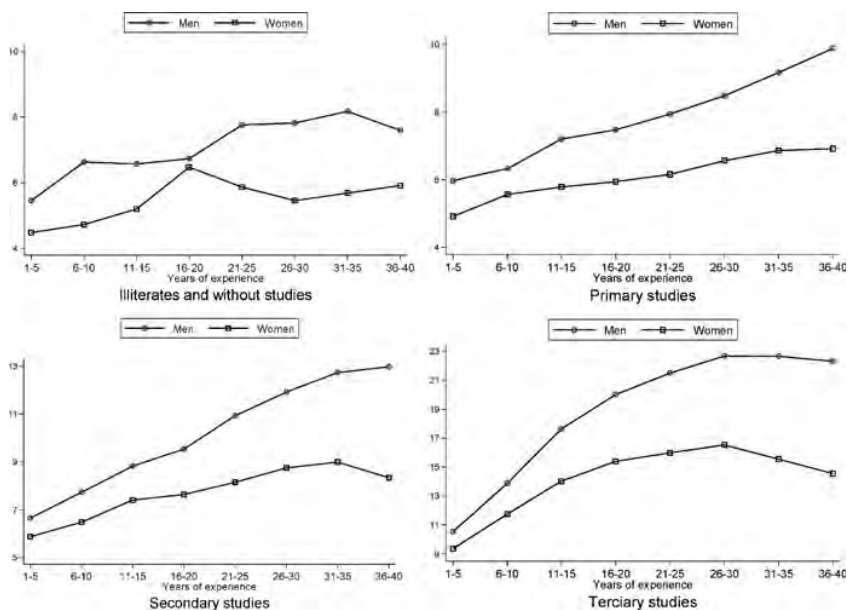 Men Women
10
8
6
4
1-5 6-10 11-15 16-20 21-25 26-30 31-35 36-40
Years of experience
Illiterates and without studies
Men Women
10
8
6
4
1-5 6-10 11-15 16-20 21-25 26-30 31-35 36-40
Years of experience
Primary studies
Men Women
13
11
9
7
5
1-5 6-10 11-15 16-20 21-25 26-30 31-35 36-40
Years of experience
Secondary studies
Men Women
23
21
19
17
15
13
11
9
1-5 6-10 11-15 16-20 21-25 26-30 31-35 36-40
Years of experience
Terciary studies